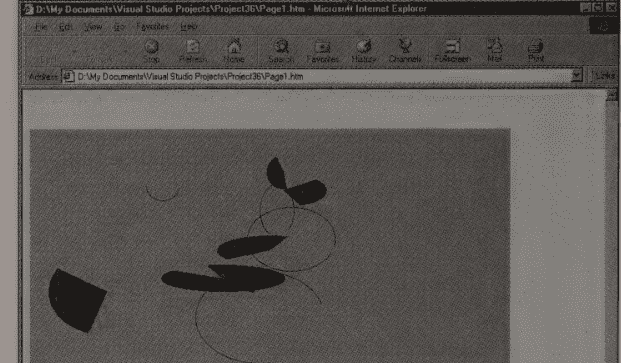 D:\My Documents\Visual Studio Projects\Project36\Page1.htm - Microsoft Internet Explorer
File Edit View Go Favorites Help
Stop Refresh Home Search Favorites History Channels Fullscreen Mail Print
Address D:\My Documents\Visual Studio Projects\Project36\Page1.htm Links